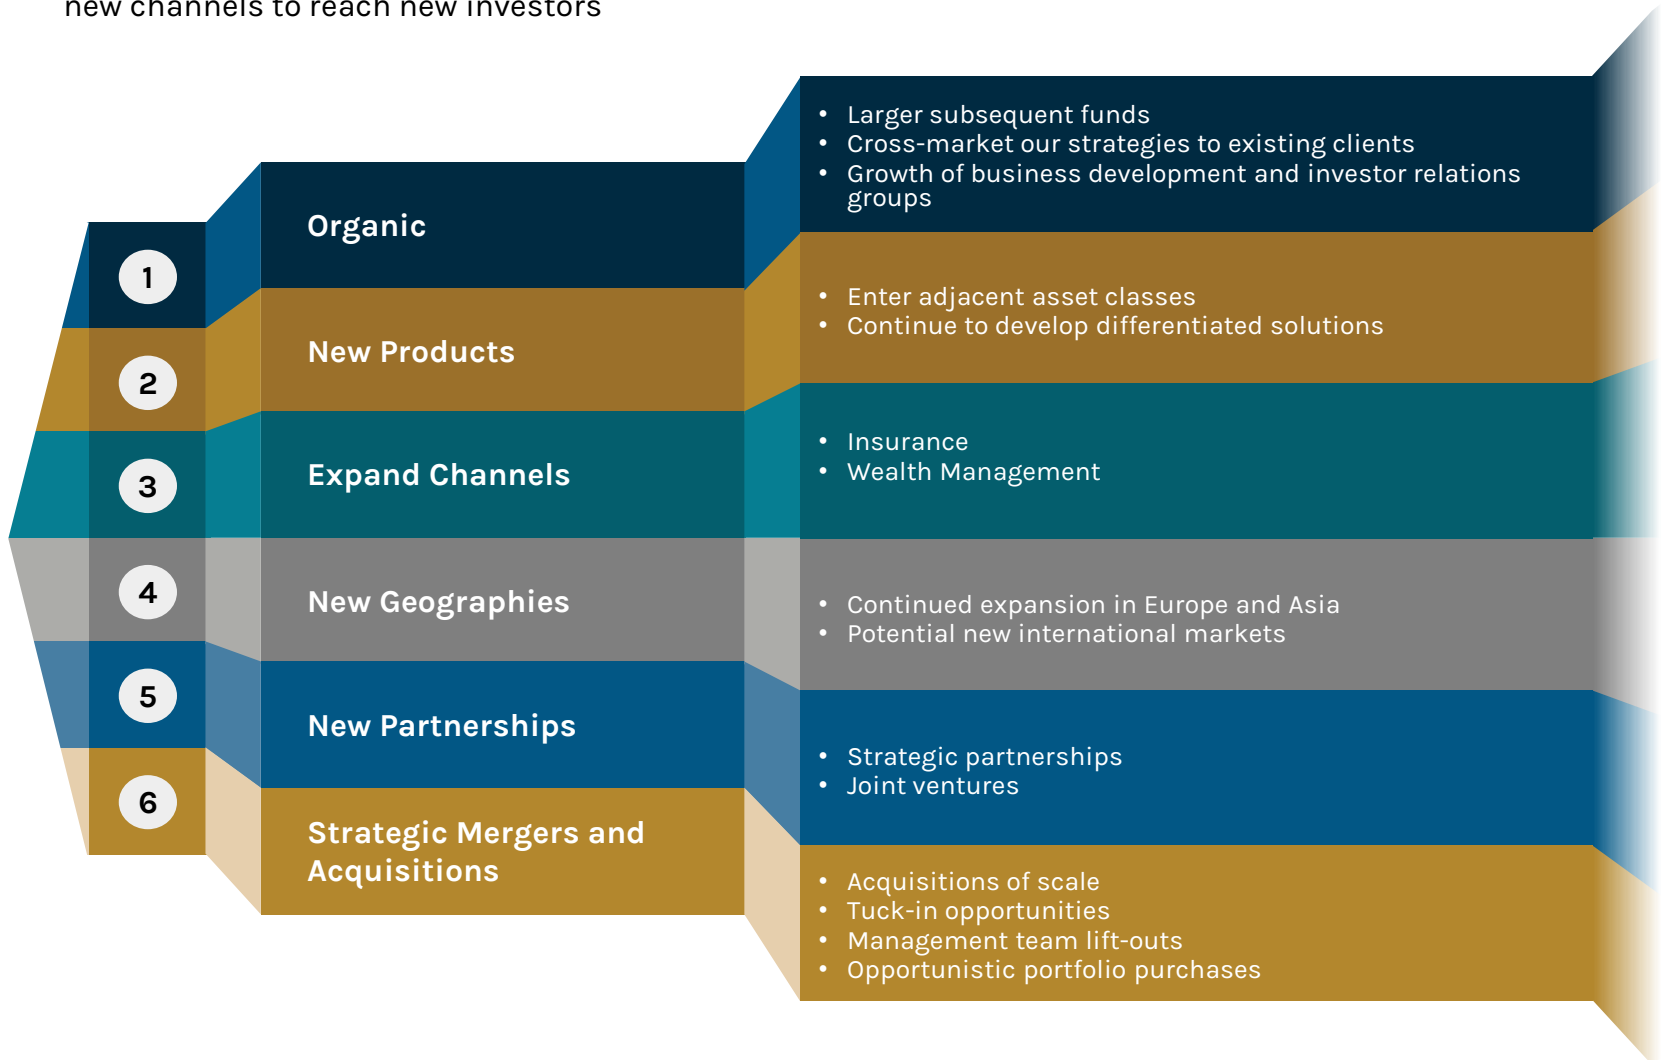 new channels to reach new investors
1
Organic
• Larger subsequent funds
• Cross-market our strategies to existing clients
• Growth of business development and investor relations
groups
2
New Products
• Enter adjacent asset classes
• Continue to develop differentiated solutions
3
Expand Channels
• Insurance
• Wealth Management
4
New Geographies
• Continued expansion in Europe and Asia
• Potential new international markets
5
New Partnerships
• Strategic partnerships
• Joint ventures
6
Strategic Mergers and
Acquisitions
• Acquisitions of scale
• Tuck-in opportunities
• Management team lift-outs
• Opportunistic portfolio purchases